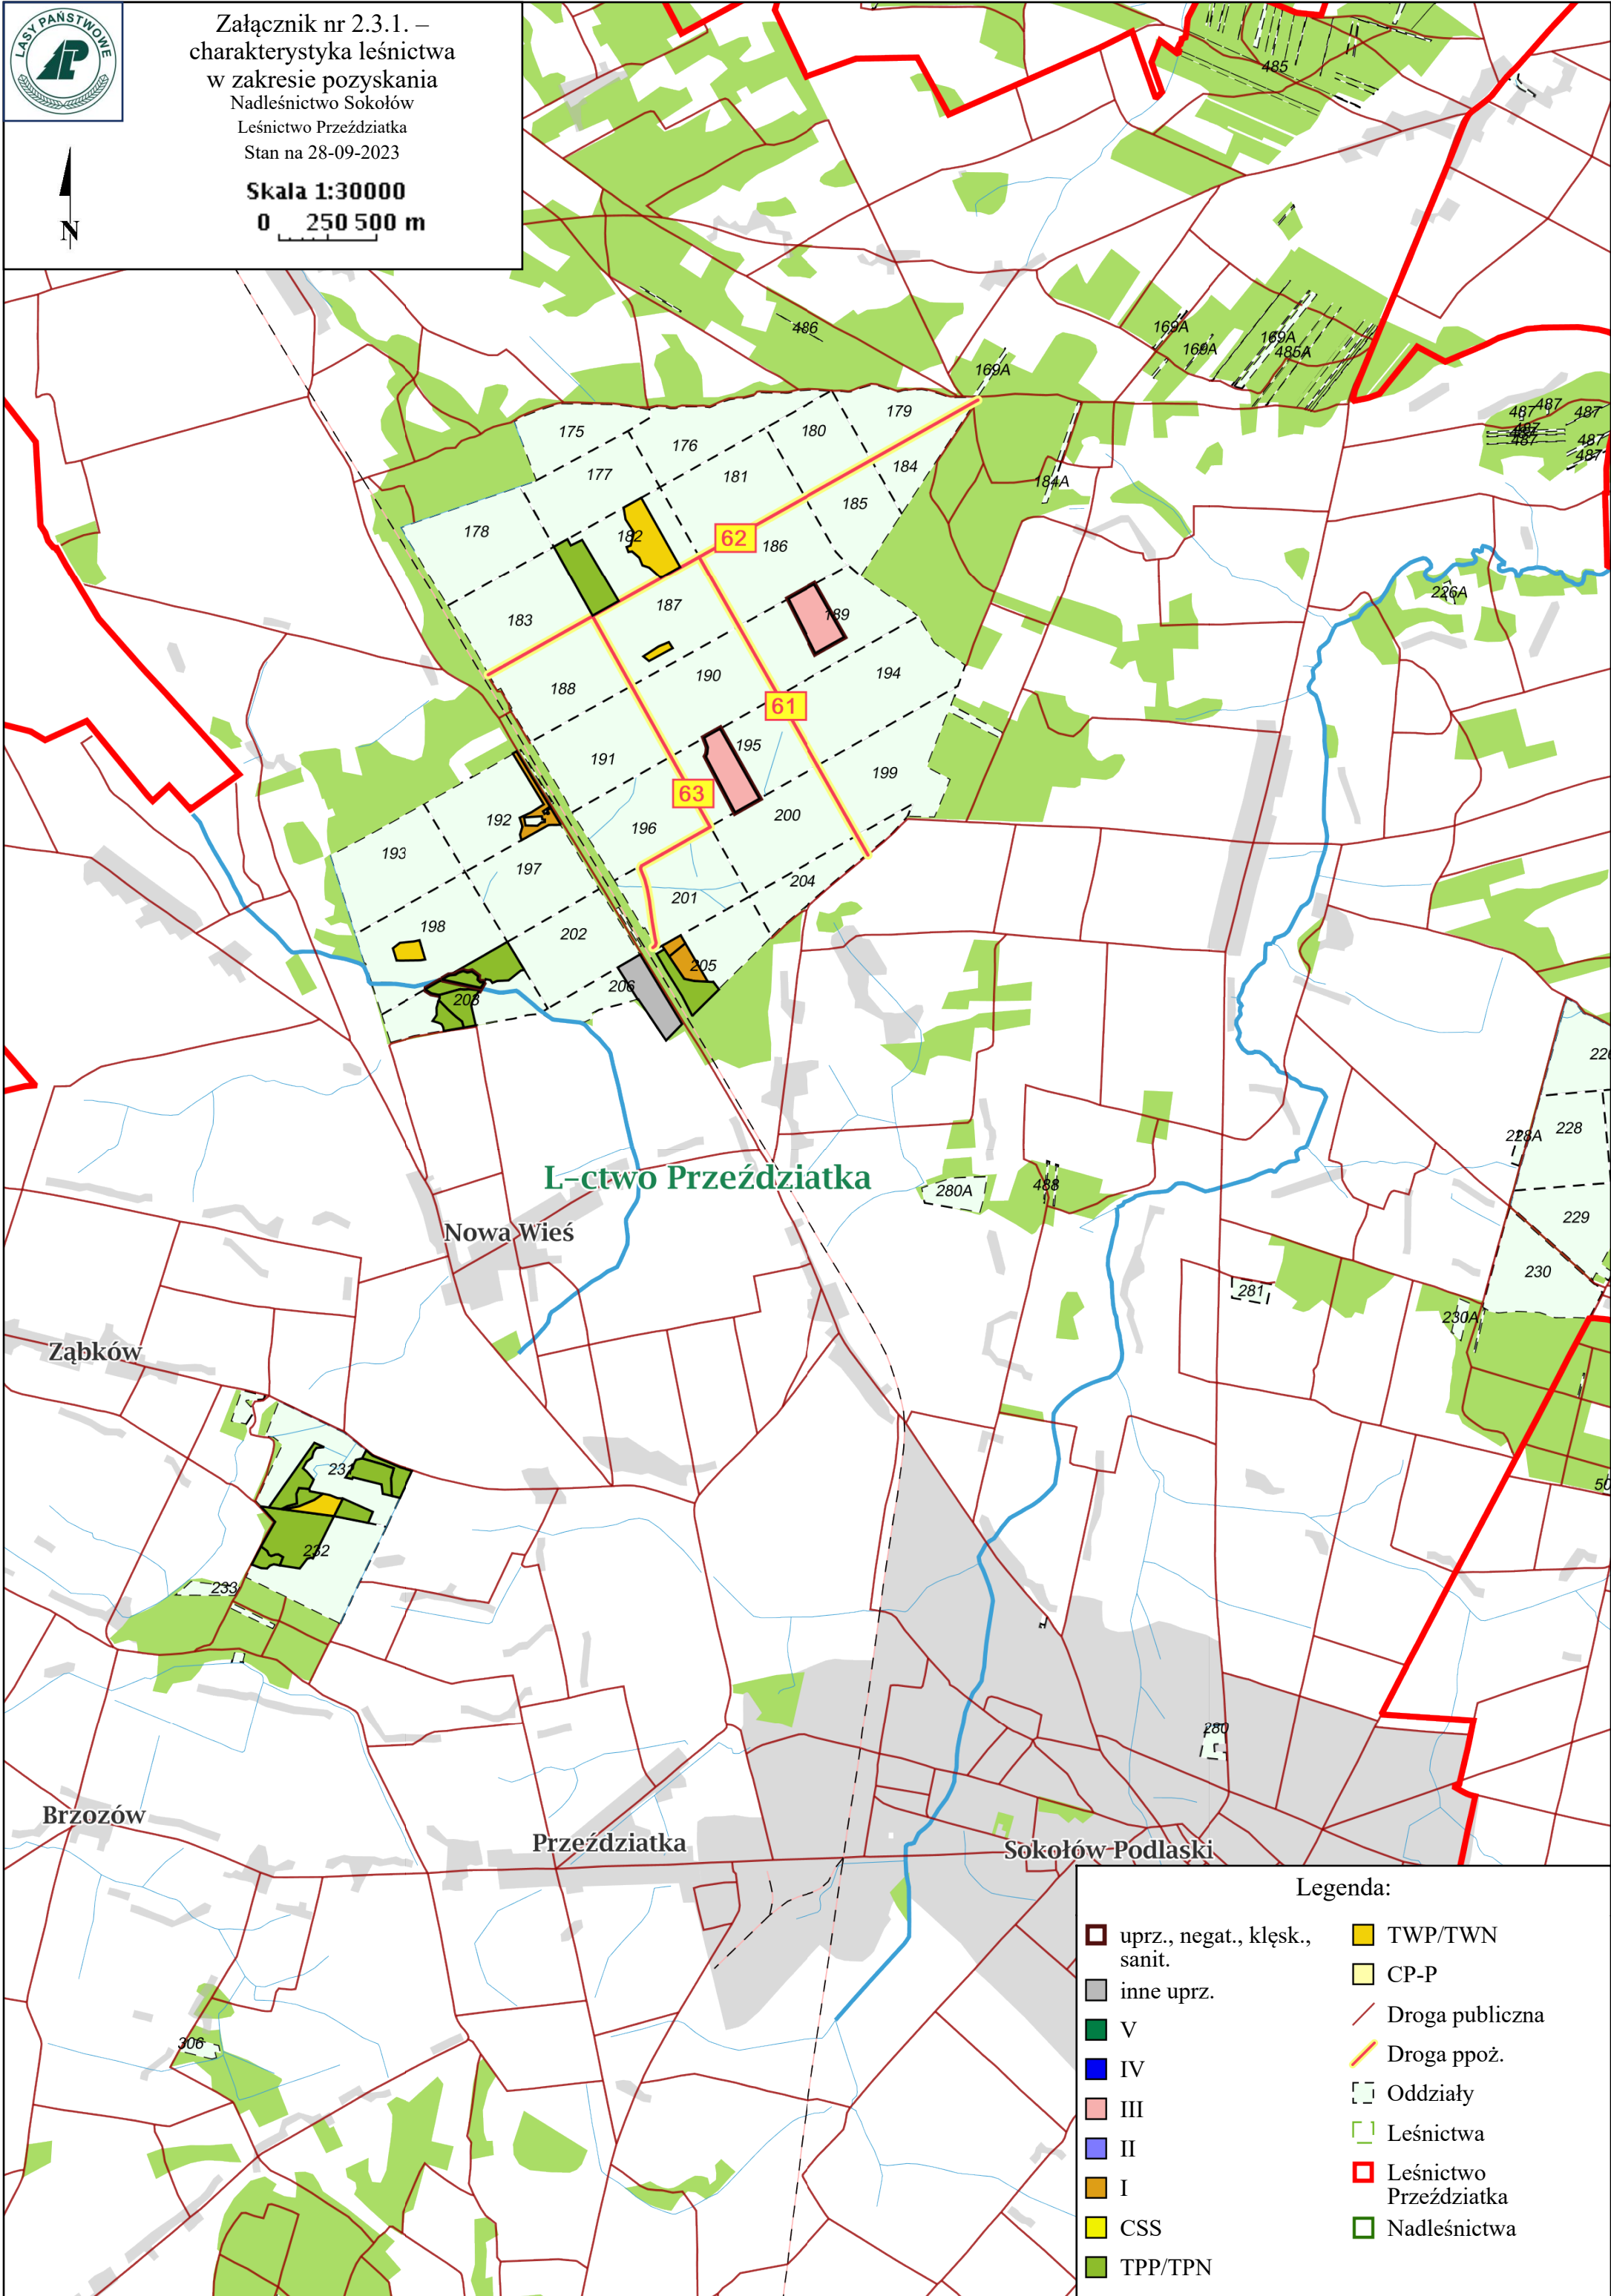 LASY PAŃSTWOWE
Załącznik nr 2.3.1. –
charakterystyka leśnictwa
w zakresie pozyskania
Nadleśnictwo Sokołów
Leśnictwo Przeździatka
Stan na 28-09-2023
Skala 1:30000
0 250 500 m
N
485
486
169A
169A
169A
485A
169A
179
175
176
180
487
487
487
487
487
487
487
177
181
184
184A
178
185
182
62
186
226A
183
187
189
188
190
194
61
191
195
199
63
192
196
200
193
197
201
204
198
202
205
206
203
226
228A
228
L-ctwo Przeździatka
280A
488
229
Nowa Wieś
230
281
230A
Ząbków
231
50
232
233
280
Brzozów
Przeździatka
Sokołów Podlaski
306
Legenda:
uprz., negat., klęsk.,
sanit.
inne uprz.
V
IV
III
II
I
CSS
TPP/TPN
TWP/TWN
CP-P
Droga publiczna
Droga ppoż.
Oddziały
Leśnictwa
Leśnictwo
Przeździatka
Nadleśnictwa